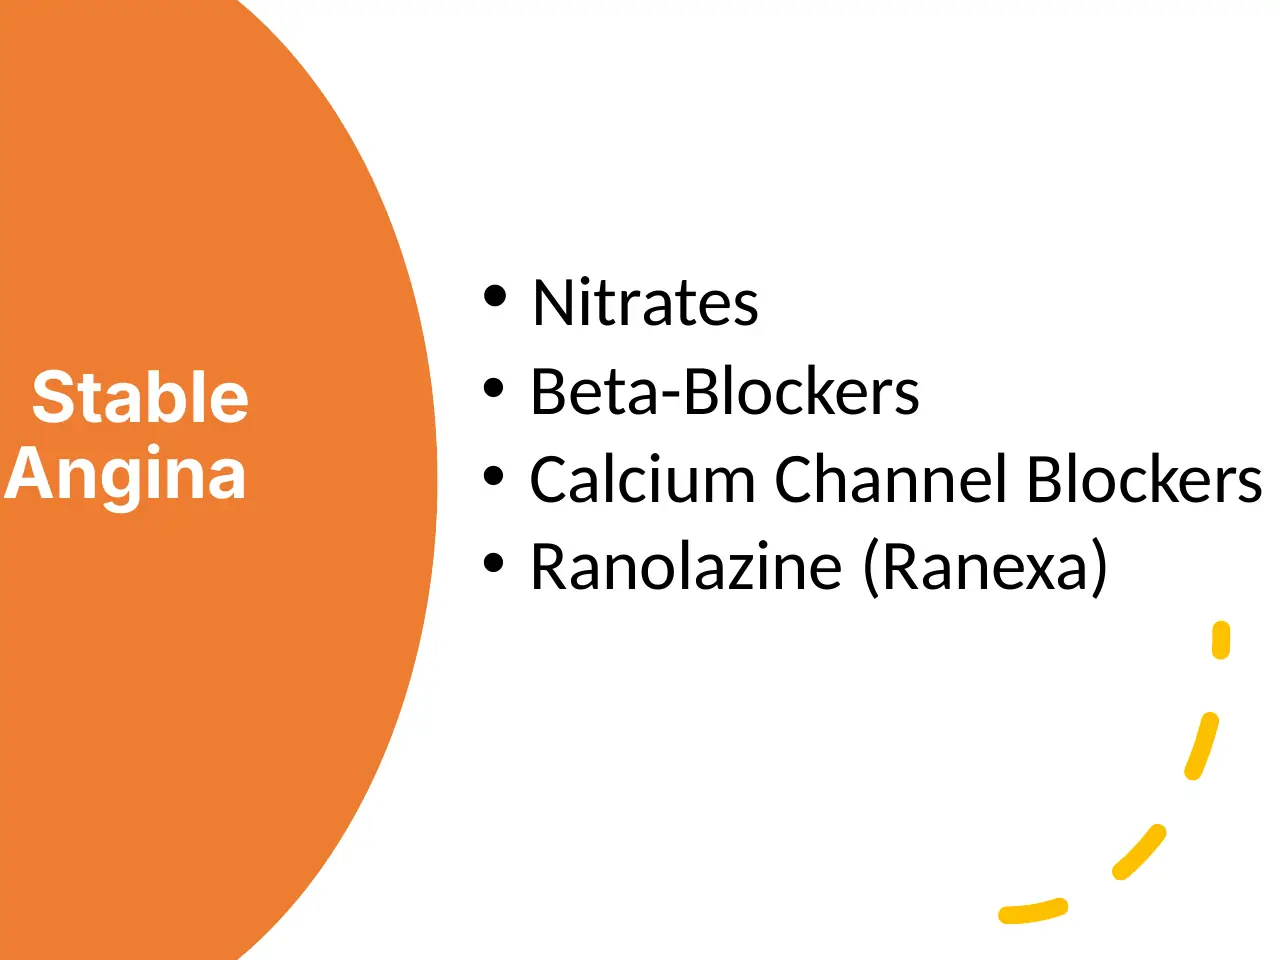 Stable
Angina
• Nitrates
• Beta-Blockers
• Calcium Channel Blockers
• Ranolazine (Ranexa)